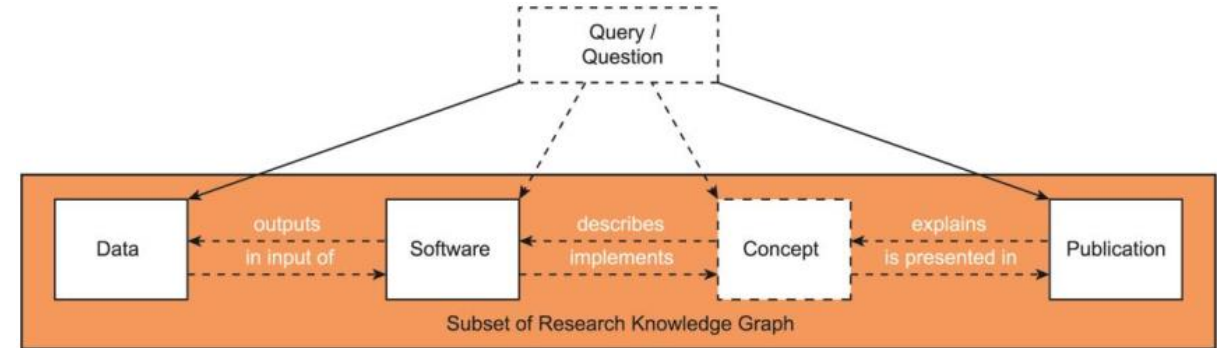 Query /
Question
outputs
describes
explains
Data
Software
Concept
Publication
in input of
implements
is presented in
Subset of Research Knowledge Graph